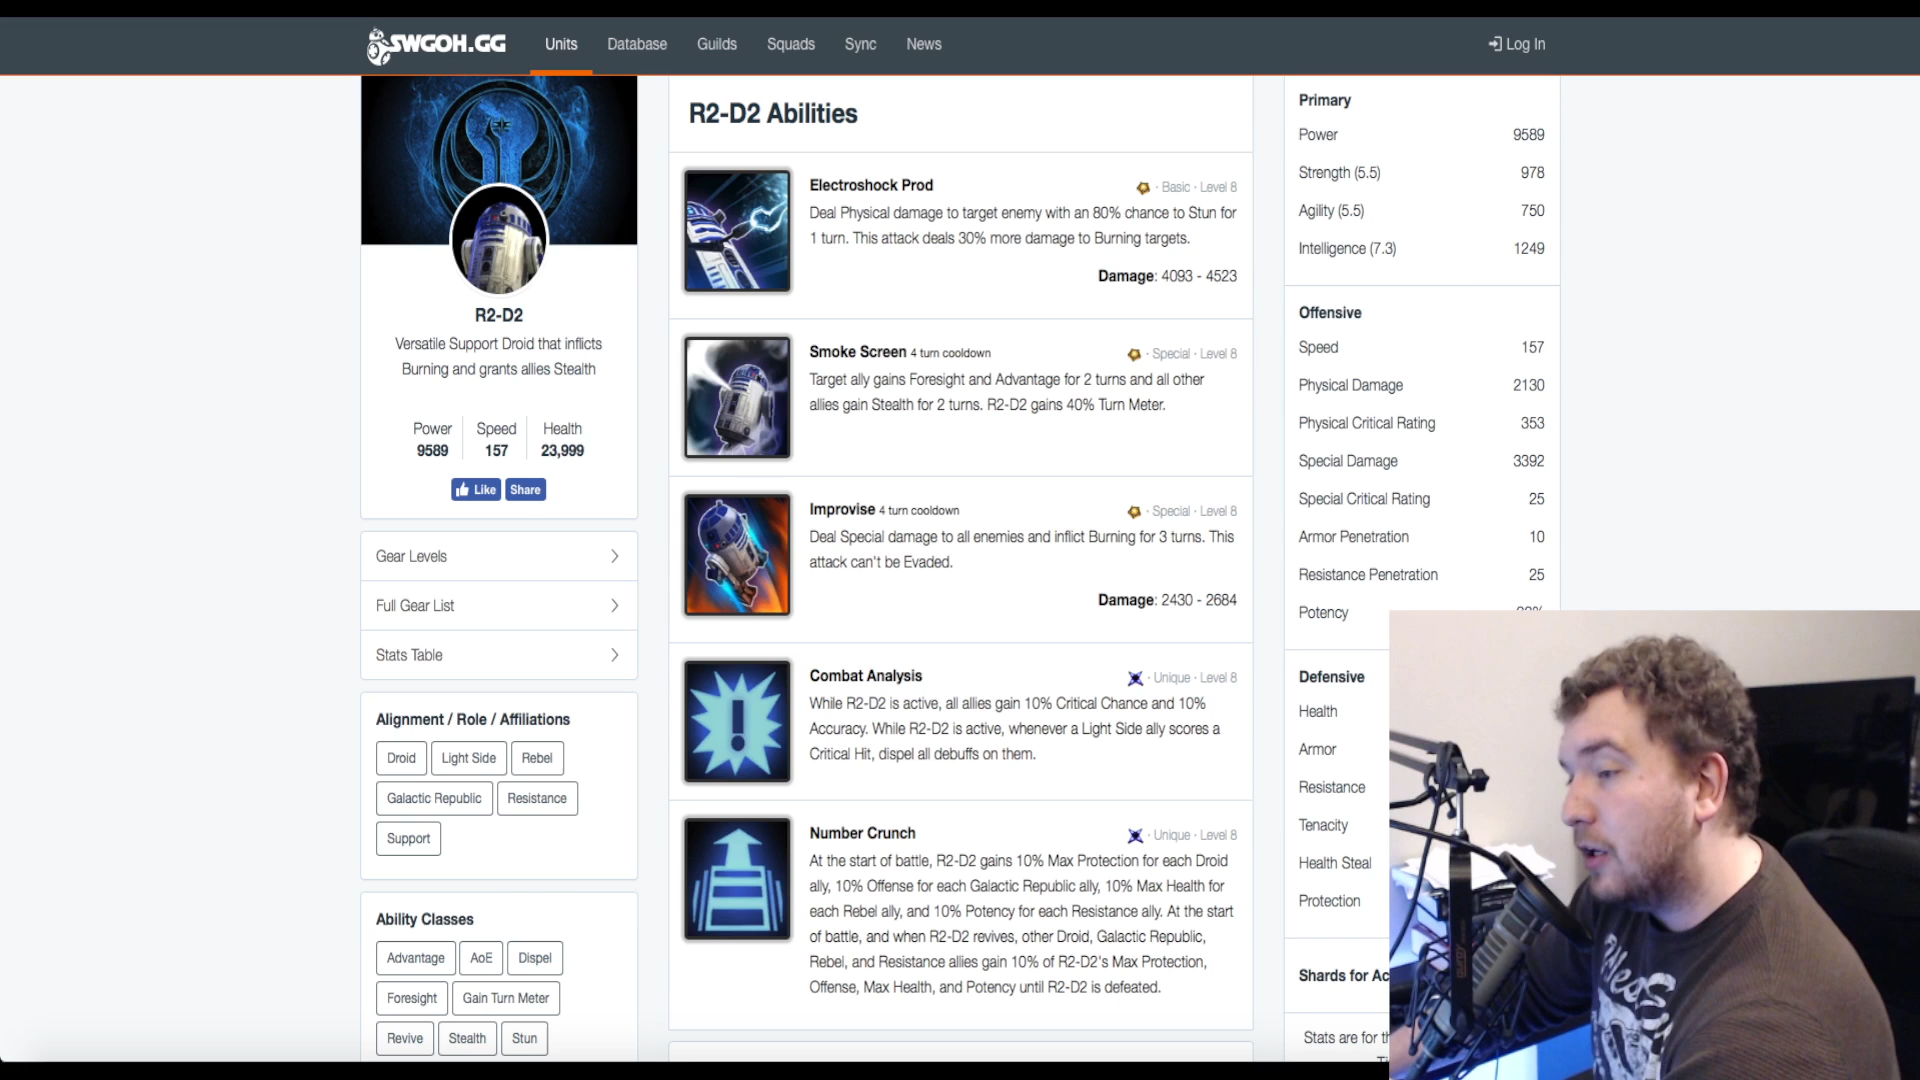 SWGOH.GG
Units
Database
Guilds
Squads
Sync
News
Log In
R2-D2
Versatile Support Droid that inflicts
Burning and grants allies Stealth
Power
Speed
Health
9589
157
23,999
Like
Share
Gear Levels
Full Gear List
Stats Table
Alignment / Role / Affiliations
Droid
Light Side
Rebel
Galactic Republic
Resistance
Support
Ability Classes
Advantage
AoE
Dispel
Foresight
Gain Turn Meter
Revive
Stealth
Stun
R2-D2 Abilities
Electroshock Prod
· Basic · Level 8
Deal Physical damage to target enemy with an 80% chance to Stun for
1 turn. This attack deals 30% more damage to Burning targets.
Damage: 4093 - 4523
Smoke Screen 4 turn cooldown
· Special · Level 8
Target ally gains Foresight and Advantage for 2 turns and all other
allies gain Stealth for 2 turns. R2-D2 gains 40% Turn Meter.
Improvise 4 turn cooldown
· Special · Level 8
Deal Special damage to all enemies and inflict Burning for 3 turns. This
attack can't be Evaded.
Damage: 2430 - 2684
Combat Analysis
· Unique · Level 8
While R2-D2 is active, all allies gain 10% Critical Chance and 10%
Accuracy. While R2-D2 is active, whenever a Light Side ally scores a
Critical Hit, dispel all debuffs on them.
Number Crunch
· Unique · Level 8
At the start of battle, R2-D2 gains 10% Max Protection for each Droid
ally, 10% Offense for each Galactic Republic ally, 10% Max Health for
each Rebel ally, and 10% Potency for each Resistance ally. At the start
of battle, and when R2-D2 revives, other Droid, Galactic Republic,
Rebel, and Resistance allies gain 10% of R2-D2's Max Protection,
Offense, Max Health, and Potency until R2-D2 is defeated.
Primary
Power 9589
Strength (5.5) 978
Agility (5.5) 750
Intelligence (7.3) 1249
Offensive
Speed 157
Physical Damage 2130
Physical Critical Rating 353
Special Damage 3392
Special Critical Rating 25
Armor Penetration 10
Resistance Penetration 25
Potency
Defensive
Health
Armor
Resistance
Tenacity
Health Steal
Protection
Shards for Ac
Stats are for